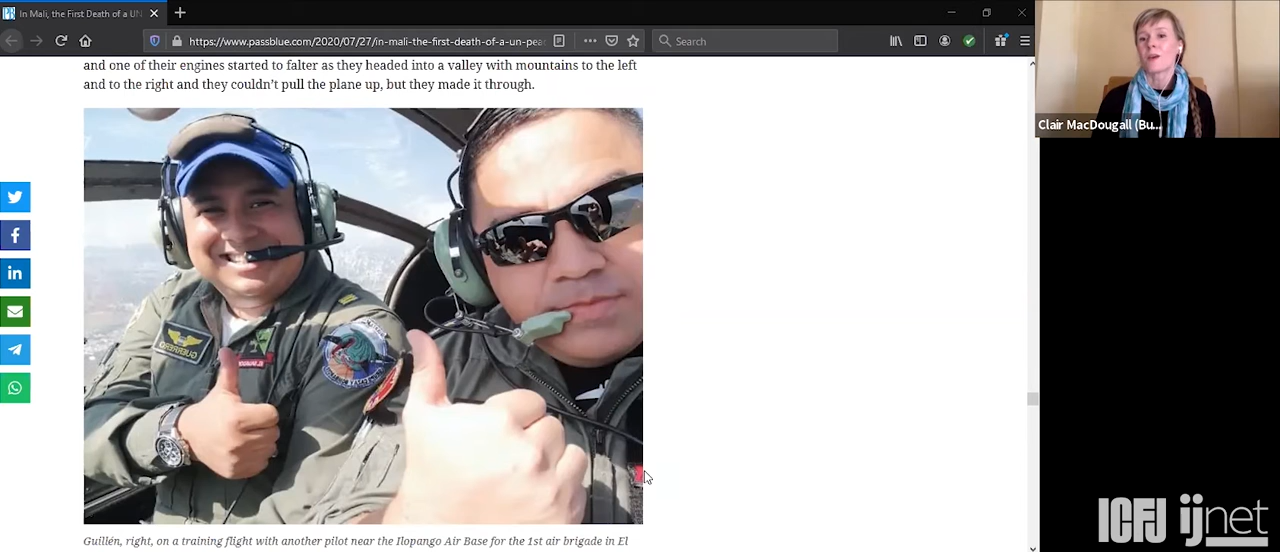 In Mali, the First Death of a UN
https://www.passblue.com/2020/07/27/in-mali-the-first-death-of-a-un-pea
Search
and one of their engines started to falter as they headed into a valley with mountains to the left
and to the right and they couldn't pull the plane up, but they made it through.
Guillén, right, on a training flight with another pilot near the Ilopango Air Base for the 1st air brigade in El
Clair MacDougall (Bu...
ICFJ ijnet